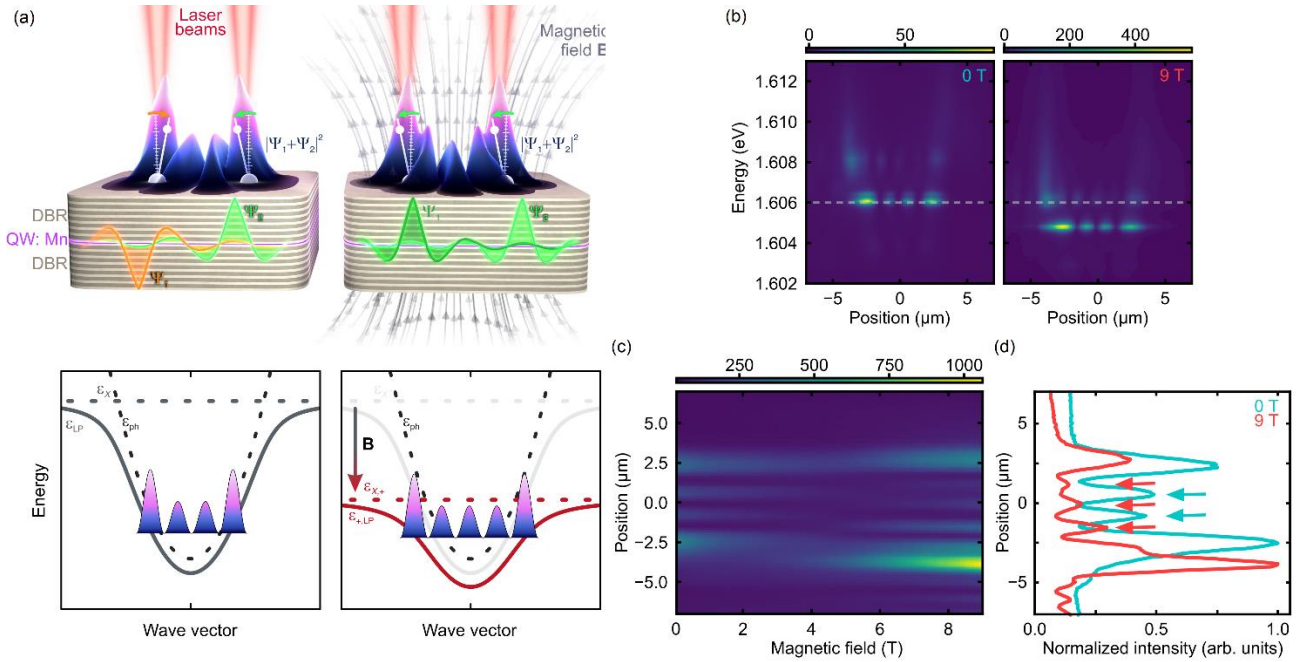 (a)
Laser
beams
Magnetic
field B
|Ψ₁+Ψ₂|²
|Ψ₁+Ψ₂|²
DBR
QW: Mn
DBR
Ψ₂
Ψ₁
Ψ₁
Ψ₂
εX
εLP
εph
Energy
Wave vector
εX
εph
B
εX,+
ε+,LP
Wave vector
(b)
0 50
0 200 400
0 T
9 T
1.612
1.610
1.608
1.606
1.604
1.602
Energy (eV)
−5 0 5
−5 0 5
Position (µm)
Position (µm)
(c)
250 500 750 1000
5.0
2.5
0.0
−2.5
−5.0
Position (µm)
0 2 4 6 8
Magnetic field (T)
(d)
0 T
9 T
5
0
−5
Position (µm)
0.0 0.5 1.0
Normalized intensity (arb. units)